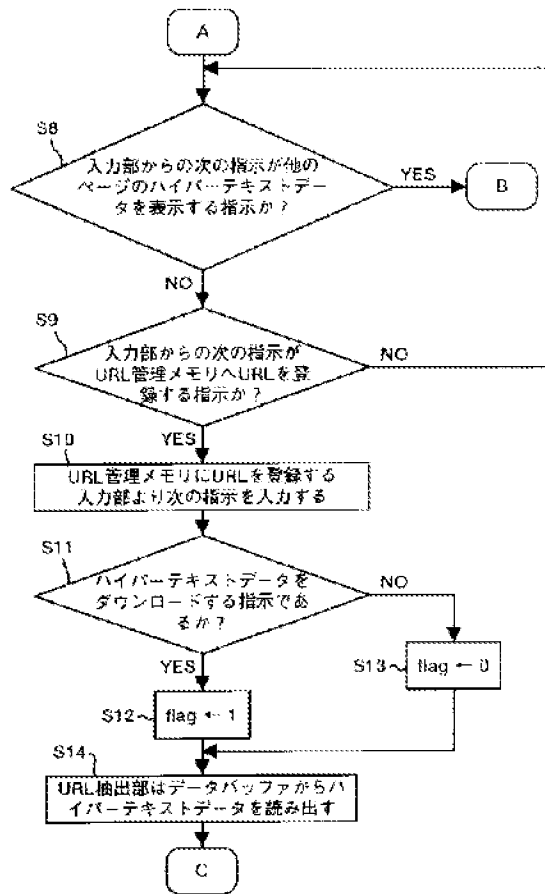 A
S8
入力部からの次の指示が他の
ページのハイパーテキストデー
タを表示する指示か？
YES
B
NO
S9
入力部からの次の指示が
URL管理メモリへURLを登
録する指示か？
NO
YES
S10
URL管理メモリにURLを登録する
入力部より次の指示を入力する
S11
ハイパーテキストデータを
ダウンロードする指示であ
るか？
NO
YES
S13
flag ← 0
S12
flag ← 1
S14
URL抽出部はデータバッファからハ
イパーテキストデータを読み出す
C